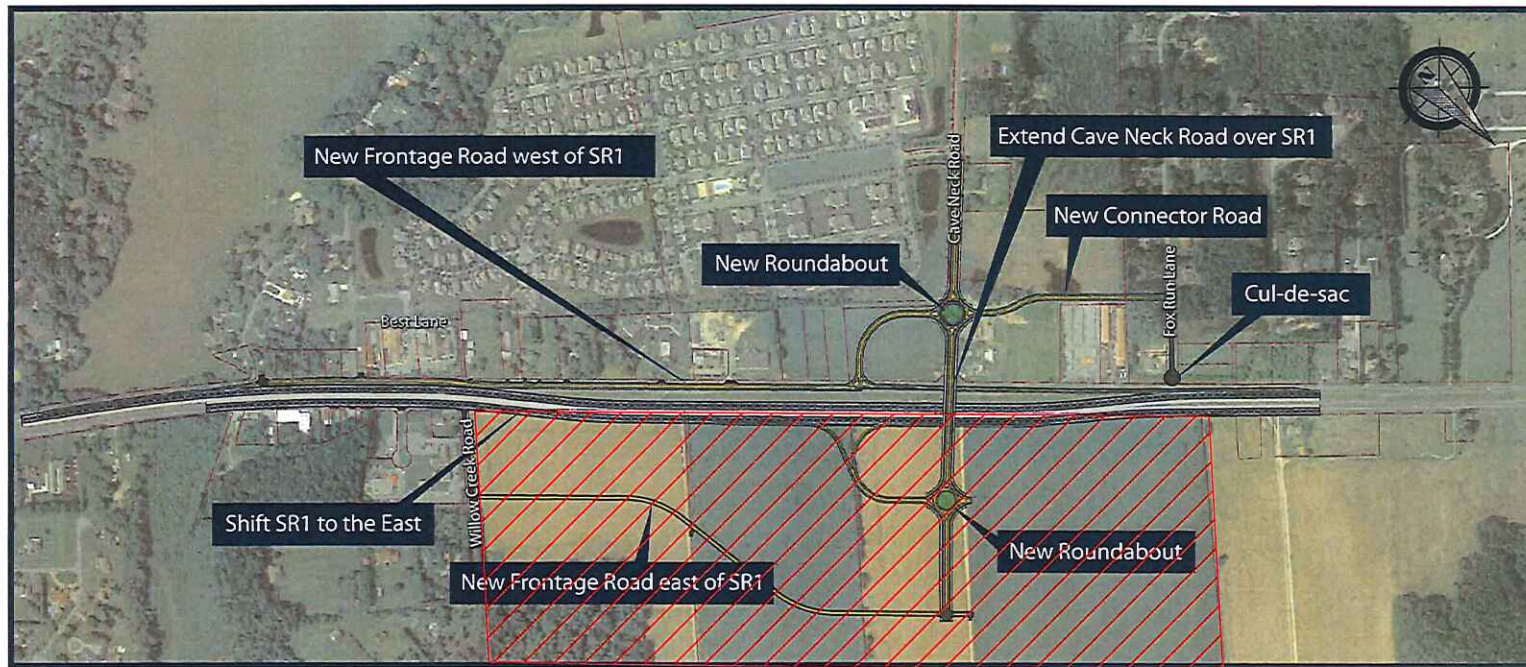 N
New Frontage Road west of SR1
Cave Neck Road
Extend Cave Neck Road over SR1
New Connector Road
New Roundabout
Fox Run Lane
Cul-de-sac
Best Lane
Willow Creek Road
Shift SR1 to the East
New Frontage Road east of SR1
New Roundabout